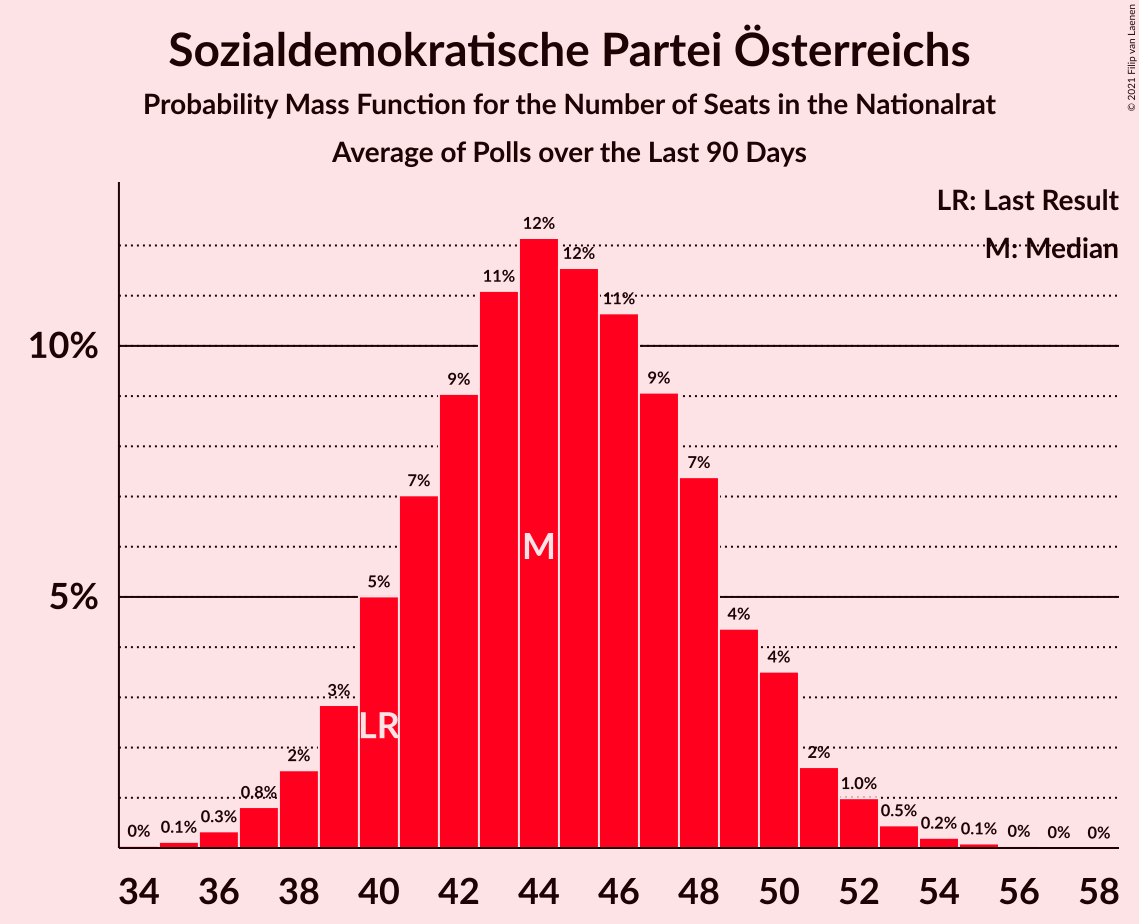 Sozialdemokratische Partei Österreichs
Probability Mass Function for the Number of Seats in the Nationalrat
Average of Polls over the Last 90 Days
© 2021 Filip van Laenen
LR: Last Result
M: Median
10%
5%
0% 0.1% 0.3% 0.8% 2% 3% 5% 7% 9% 11% 12% 12% 11% 9% 7% 4% 4% 2% 1.0% 0.5% 0.2% 0.1% 0% 0% 0%
M
LR
34 36 38 40 42 44 46 48 50 52 54 56 58